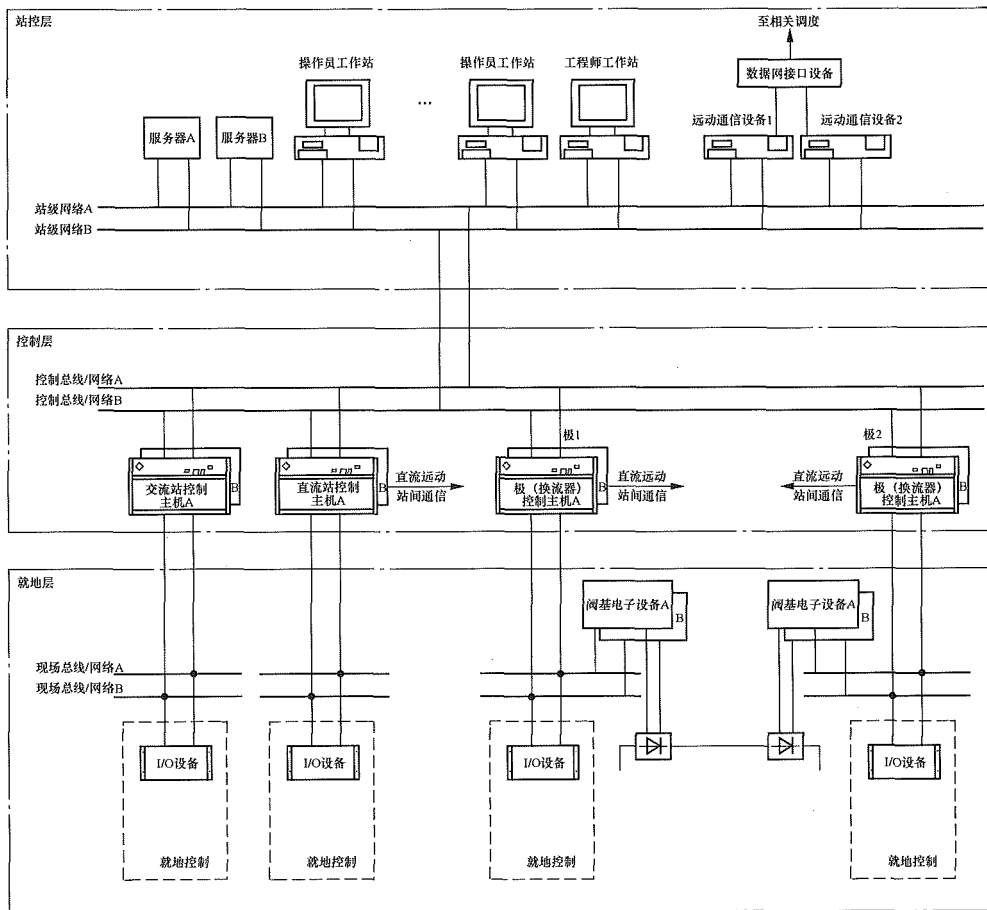 站控层
至相关调度
操作员工作站
操作员工作站
工程师工作站
数据网接口设备
…
远动通信设备1
远动通信设备2
服务器A
服务器B
站级网络A
站级网络B
控制层
控制总线/网络A
控制总线/网络B
极1
极2
交流站控制
主机A
B
直流站控制
主机A
B
直流远动
站间通信
极（换流器）
控制主机A
B
直流远动
站间通信
直流远动
站间通信
极（换流器）
控制主机A
B
就地层
阀基电子设备A
B
阀基电子设备A
B
现场总线/网络A
现场总线/网络B
I/O设备
I/O设备
I/O设备
I/O设备
就地控制
就地控制
就地控制
就地控制